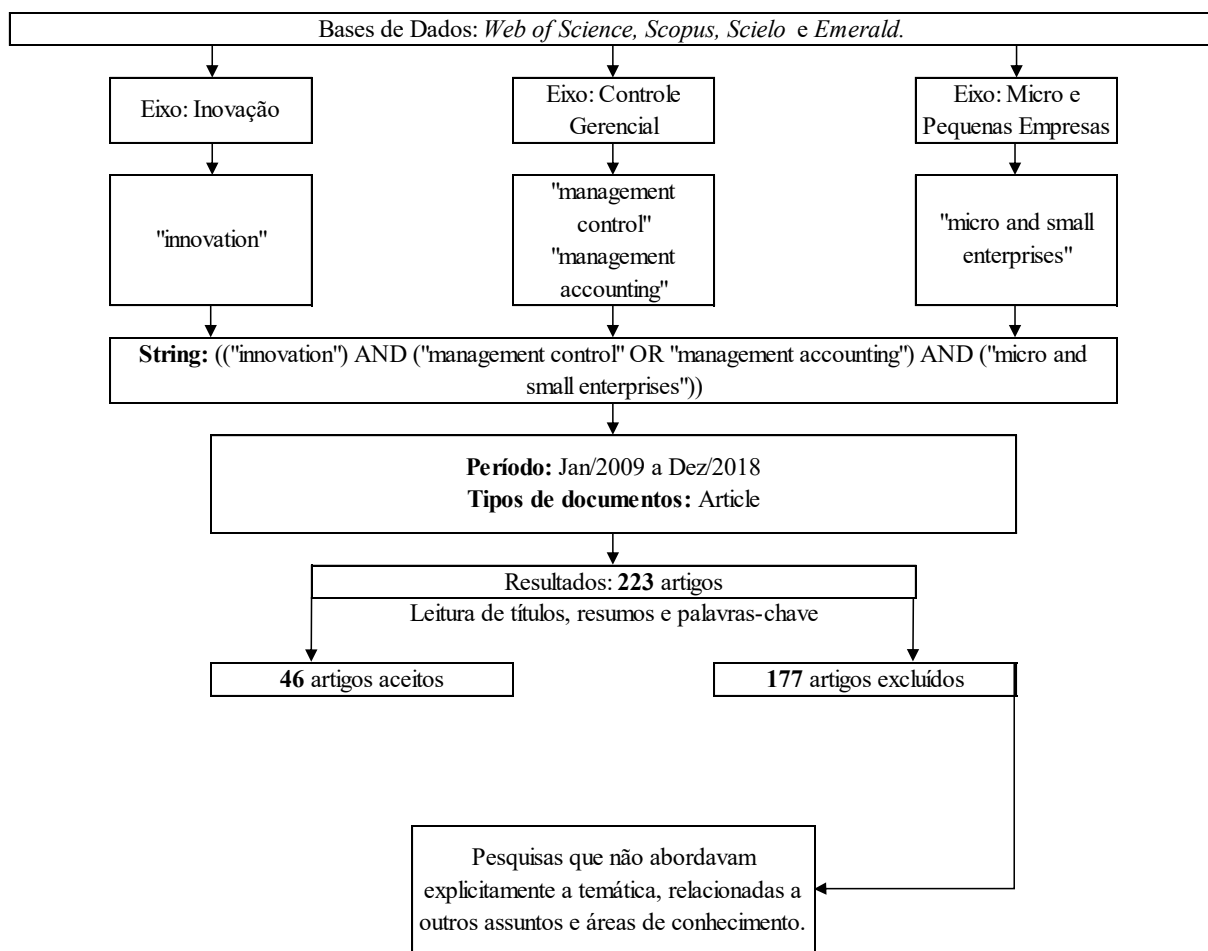 Bases de Dados: Web of Science, Scopus, Scielo e Emerald.
Eixo: Inovação
Eixo: Controle
Gerencial
Eixo: Micro e
Pequenas Empresas
"innovation"
"management
control"
"management
accounting"
"micro and small
enterprises"
String: (("innovation") AND ("management control" OR "management accounting") AND ("micro and
small enterprises"))
Período: Jan/2009 a Dez/2018
Tipos de documentos: Article
Resultados: 223 artigos
Leitura de títulos, resumos e palavras-chave
46 artigos aceitos
177 artigos excluídos
Pesquisas que não abordavam
explicitamente a temática, relacionadas a
outros assuntos e áreas de conhecimento.